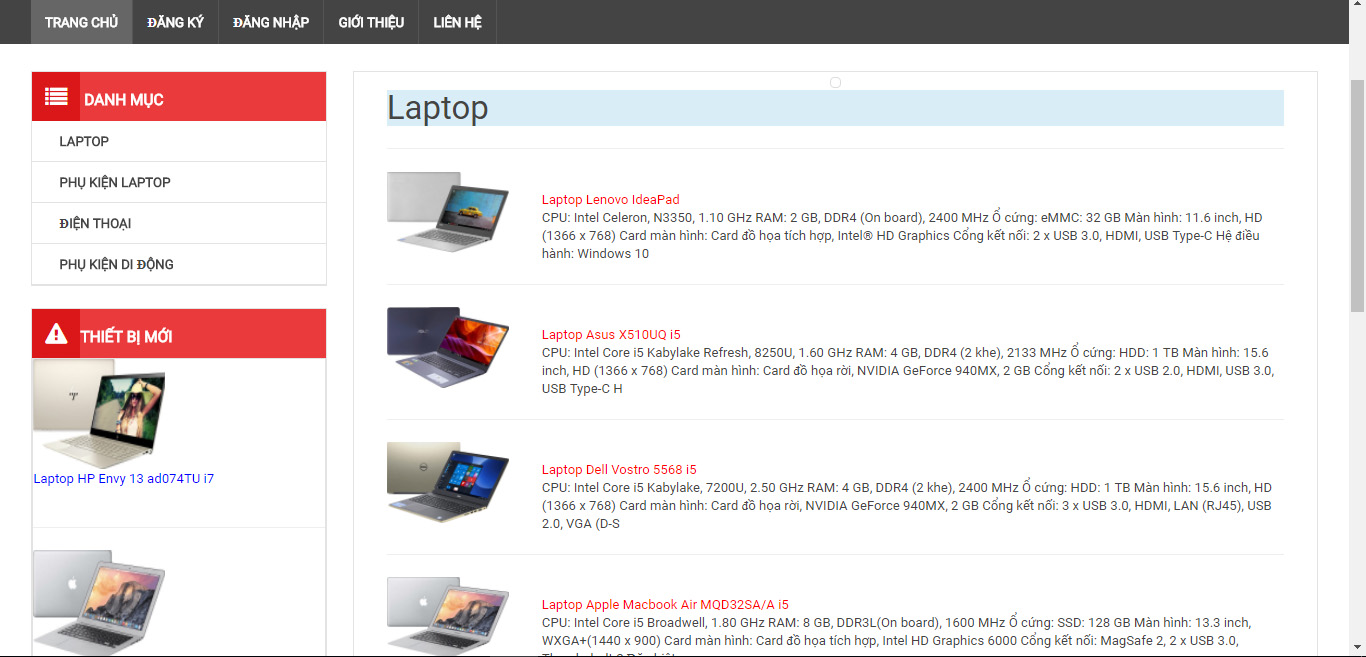 TRANG CHỦ ĐĂNG KÝ ĐĂNG NHẬP GIỚI THIỆU LIÊN HỆ
DANH MỤC
LAPTOP
PHỤ KIỆN LAPTOP
ĐIỆN THOẠI
PHỤ KIỆN DI ĐỘNG
THIẾT BỊ MỚI
Laptop HP Envy 13 ad074TU i7
Laptop
Laptop Lenovo IdeaPad
CPU: Intel Celeron, N3350, 1.10 GHz RAM: 2 GB, DDR4 (On board), 2400 MHz Ổ cứng: eMMC: 32 GB Màn hình: 11.6 inch, HD
(1366 x 768) Card màn hình: Card đồ họa tích hợp, Intel® HD Graphics Cổng kết nối: 2 x USB 3.0, HDMI, USB Type-C Hệ điều
hành: Windows 10
Laptop Asus X510UQ i5
CPU: Intel Core i5 Kabylake Refresh, 8250U, 1.60 GHz RAM: 4 GB, DDR4 (2 khe), 2133 MHz Ổ cứng: HDD: 1 TB Màn hình: 15.6
inch, HD (1366 x 768) Card màn hình: Card đồ họa rời, NVIDIA GeForce 940MX, 2 GB Cổng kết nối: 2 x USB 2.0, HDMI, USB 3.0,
USB Type-C H
Laptop Dell Vostro 5568 i5
CPU: Intel Core i5 Kabylake, 7200U, 2.50 GHz RAM: 4 GB, DDR4 (2 khe), 2400 MHz Ổ cứng: HDD: 1 TB Màn hình: 15.6 inch, HD
(1366 x 768) Card màn hình: Card đồ họa rời, NVIDIA GeForce 940MX, 2 GB Cổng kết nối: 3 x USB 3.0, HDMI, LAN (RJ45), USB
2.0, VGA (D-S
Laptop Apple Macbook Air MQD32SA/A i5
CPU: Intel Core i5 Broadwell, 1.80 GHz RAM: 8 GB, DDR3L(On board), 1600 MHz Ổ cứng: SSD: 128 GB Màn hình: 13.3 inch,
WXGA+(1440 x 900) Card màn hình: Card đồ họa tích hợp, Intel HD Graphics 6000 Cổng kết nối: MagSafe 2, 2 x USB 3.0,